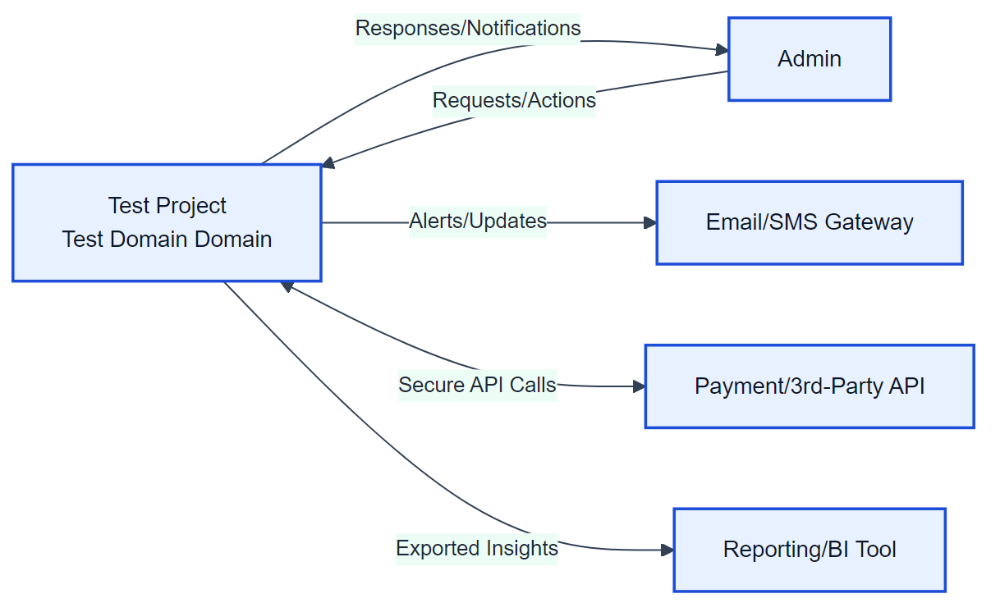 Responses/Notifications
Admin
Requests/Actions
Test Project
Test Domain Domain
Alerts/Updates
Email/SMS Gateway
Secure API Calls
Payment/3rd-Party API
Exported Insights
Reporting/BI Tool